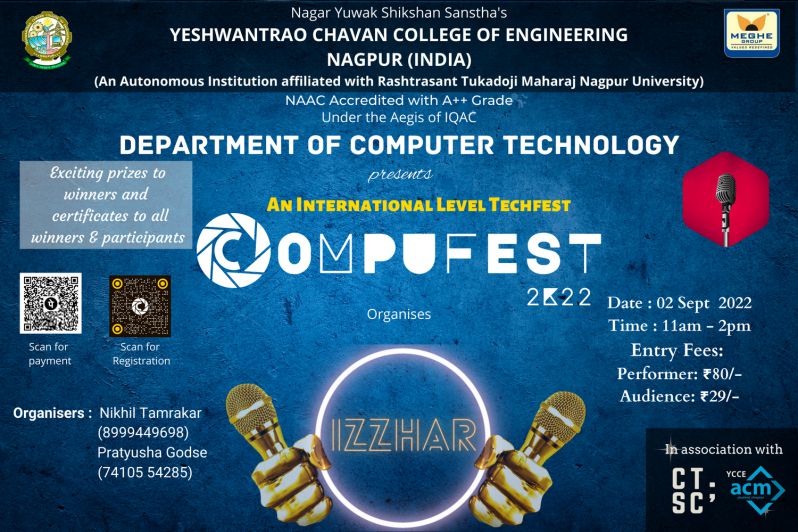 Nagar Yuwak Shikshan Sanstha's
YESHWANTRAO CHAVAN COLLEGE OF ENGINEERING
NAGPUR (INDIA)
(An Autonomous Institution affiliated with Rashtrasant Tukadoji Maharaj Nagpur University)
MEGHE
GROUP
VALUES REDEFINED
NAAC Accredited with A++ Grade
Under the Aegis of IQAC
DEPARTMENT OF COMPUTER TECHNOLOGY
presents
Exciting prizes to
winners and
certificates to all
winners & participants
AN INTERNATIONAL LEVEL TECHFEST
COMPUFEST
2K22
Organises
Scan for
payment
Scan for
Registration
Date : 02 Sept 2022
Time : 11am - 2pm
Entry Fees:
Performer: ₹80/-
Audience: ₹29/-
Organisers : Nikhil Tamrakar
(8999449698)
Pratyusha Godse
(74105 54285)
IZZHAR
In association with
CT
SC;
YCCE
acm